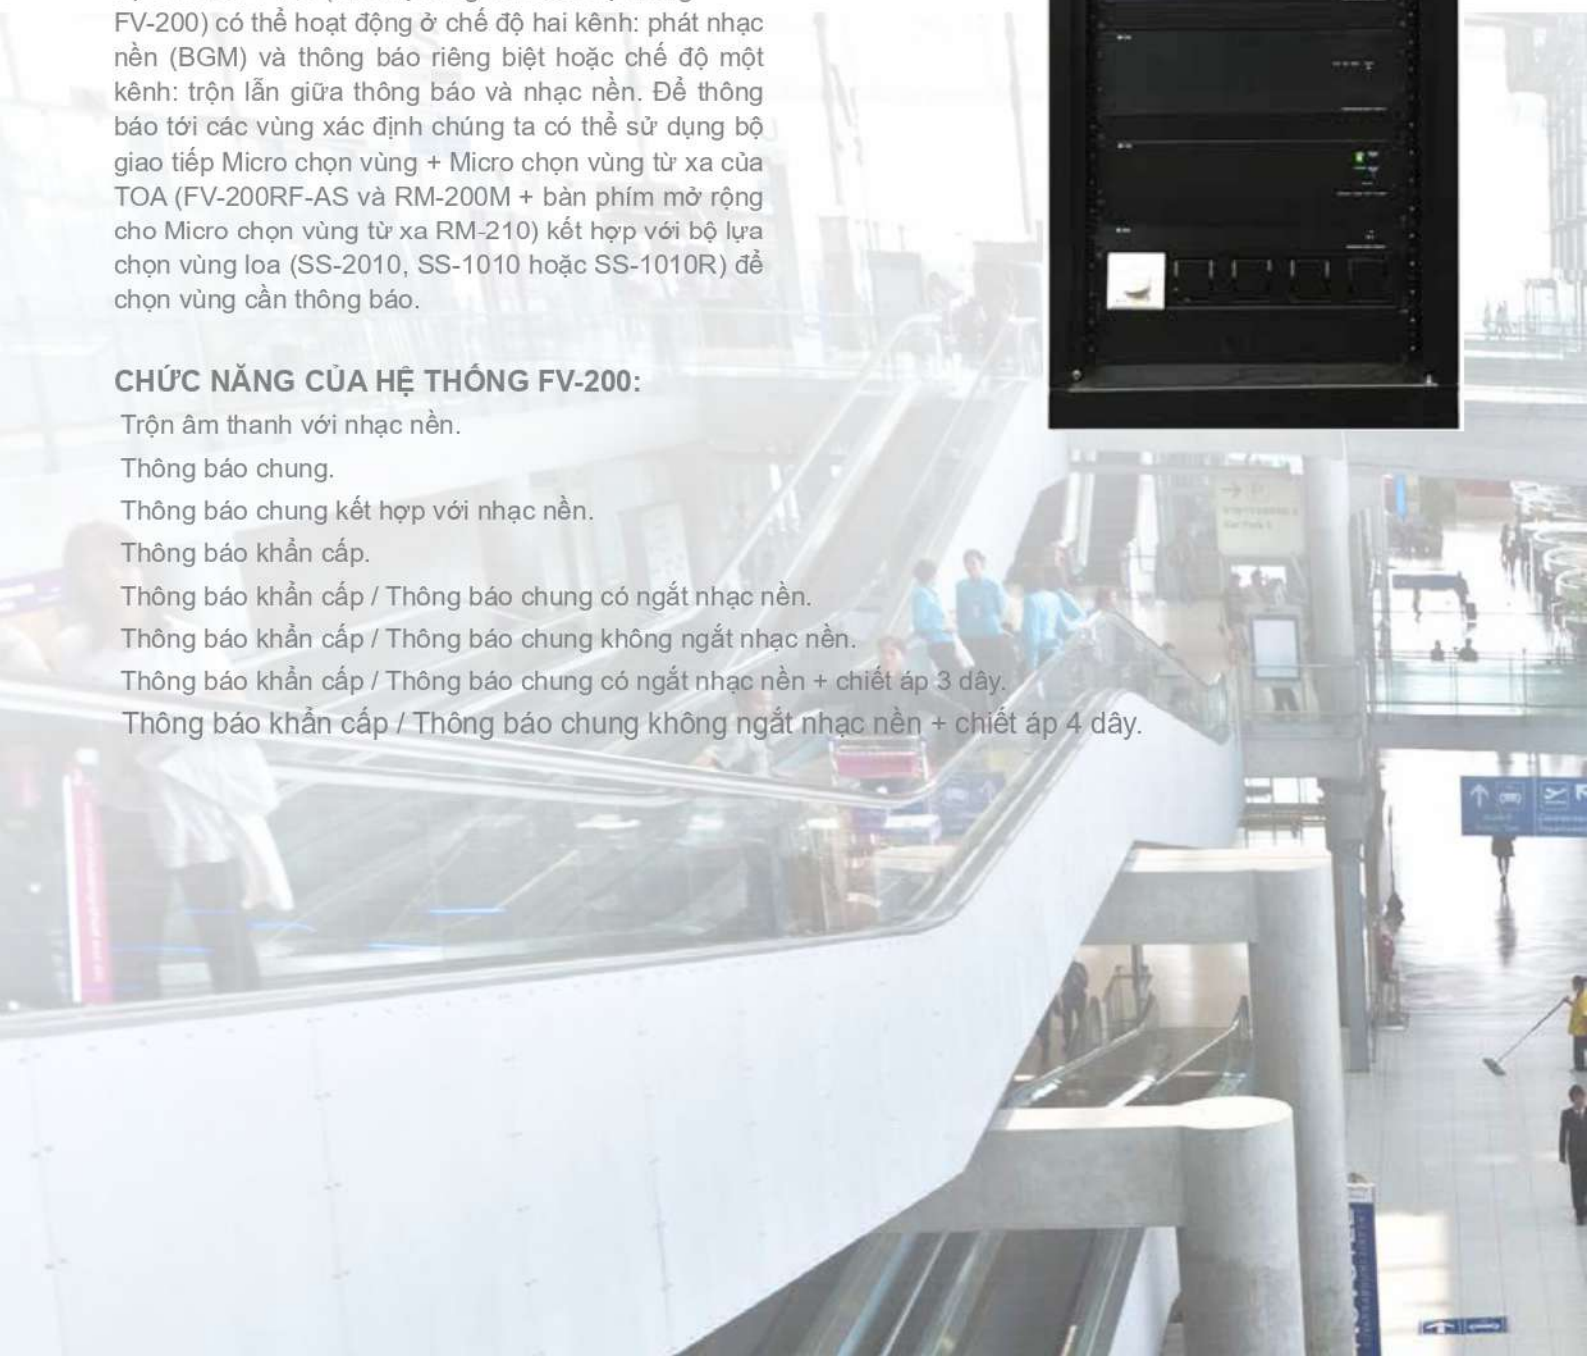 FV-200) có thể hoạt động ở chế độ hai kênh: phát nhạc
nền (BGM) và thông báo riêng biệt hoặc chế độ một
kênh: trộn lẫn giữa thông báo và nhạc nền. Để thông
báo tới các vùng xác định chúng ta có thể sử dụng bộ
giao tiếp Micro chọn vùng + Micro chọn vùng từ xa của
TOA (FV-200RF-AS và RM-200M + bàn phím mở rộng
cho Micro chọn vùng từ xa RM-210) kết hợp với bộ lựa
chọn vùng loa (SS-2010, SS-1010 hoặc SS-1010R) để
chọn vùng cần thông báo.
CHỨC NĂNG CỦA HỆ THỐNG FV-200:
Trộn âm thanh với nhạc nền.
Thông báo chung.
Thông báo chung kết hợp với nhạc nền.
Thông báo khẩn cấp.
Thông báo khẩn cấp / Thông báo chung có ngắt nhạc nền.
Thông báo khẩn cấp / Thông báo chung không ngắt nhạc nền.
Thông báo khẩn cấp / Thông báo chung có ngắt nhạc nền + chiết áp 3 dây.
Thông báo khẩn cấp / Thông báo chung không ngắt nhạc nền + chiết áp 4 dây.